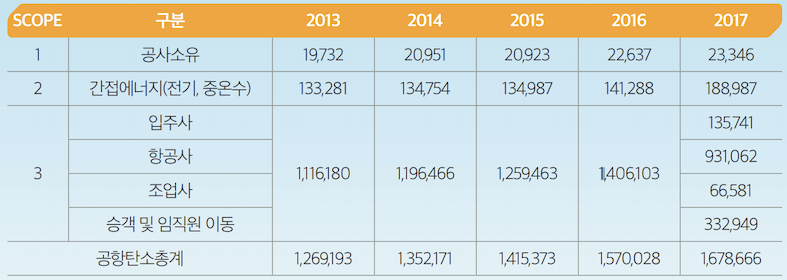 SCOPE 구분 2013 2014 2015 2016 2017
1 공사소유 19,732 20,951 20,923 22,637 23,346
2 간접에너지(전기, 중온수) 133,281 134,754 134,987 141,288 188,987
입주사 135,741
항공사 931,062
3 1,116,180 1,196,466 1,259,463 1,406,103
조업사 66,581
승객 및 임직원 이동 332,949
공항탄소총계 1,269,193 1,352,171 1,415,373 1,570,028 1,678,666